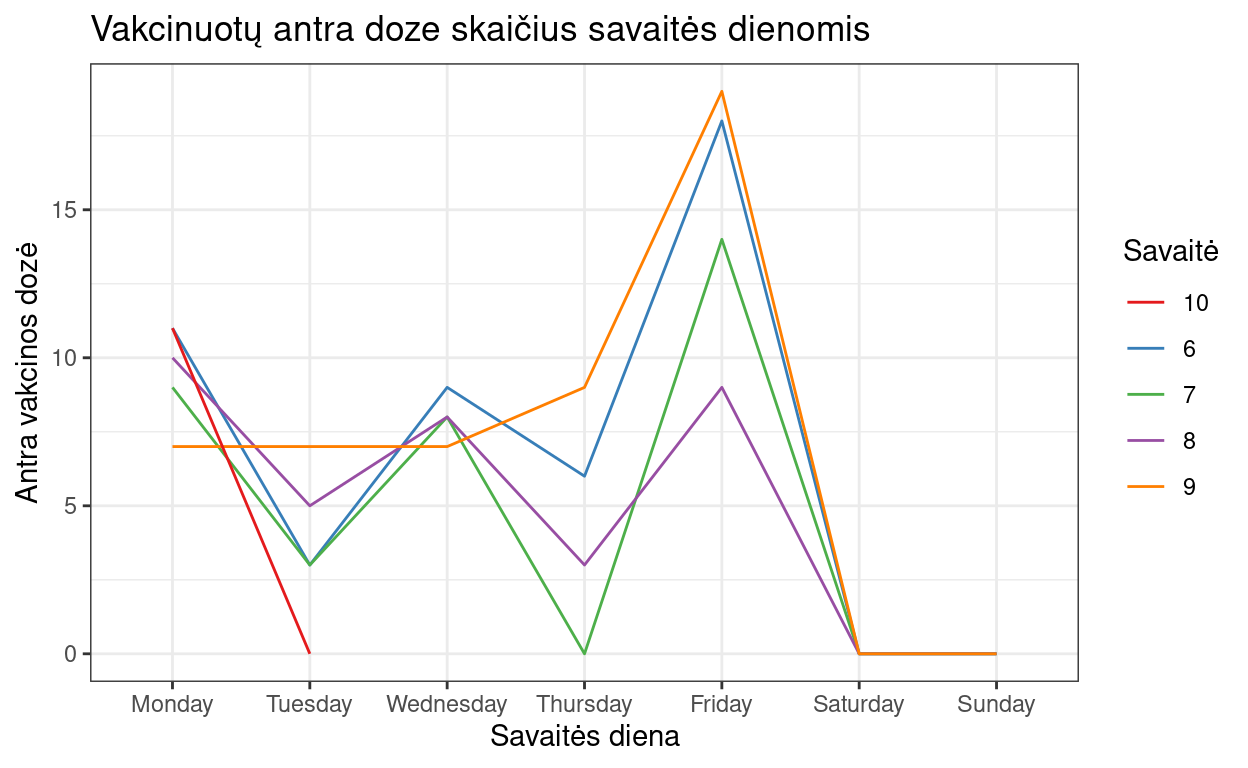 Vakcinuotų antra doze skaičius savaitės dienomis
Antra vakcinos dozė
15
10
5
0
Monday Tuesday Wednesday Thursday Friday Saturday Sunday
Savaitės diena
Savaitė
10
6
7
8
9